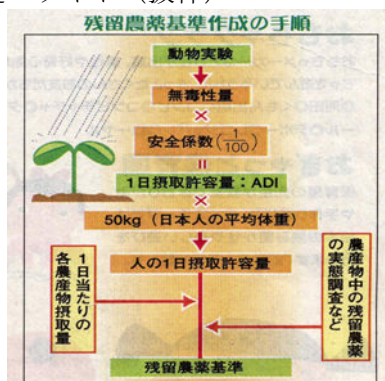 残留農薬基準作成の手順
動物実験
無毒性量
×
安全係数(1/100)
=
1日摂取許容量:ADI
×
50kg(日本人の平均体重)
人の1日摂取許容量
1日当たりの
各農産物摂取量
農産物中の残留農薬
の実態調査など
残留農薬基準